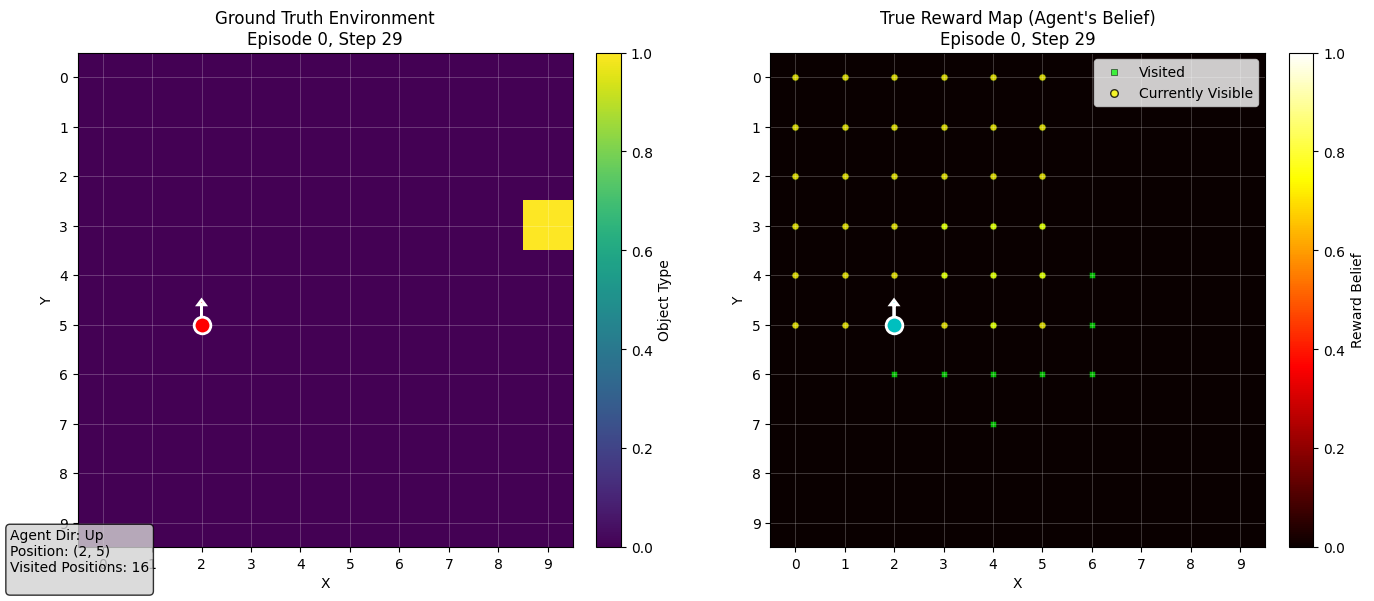 Ground Truth Environment
Episode 0, Step 29
0
1
2
3
4
5
6
7
8
9
Y
0 1 2 3 4 5 6 7 8 9
X
Agent Dir: Up
Position: (2, 5)
Visited Positions: 16
1.0
0.8
0.6
0.4
0.2
0.0
Object Type
True Reward Map (Agent's Belief)
Episode 0, Step 29
Visited
Currently Visible
0
1
2
3
4
5
6
7
8
9
Y
0 1 2 3 4 5 6 7 8 9
X
1.0
0.8
0.6
0.4
0.2
0.0
Reward Belief